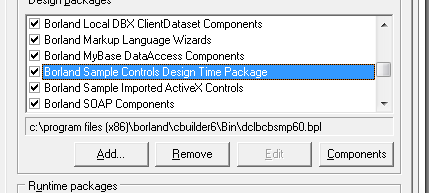 Design packages
Borland Local DBX ClientDataset Components
Borland Markup Language Wizards
Borland MyBase DataAccess Components
Borland Sample Controls Design Time Package
Borland Sample Imported ActiveX Controls
Borland SOAP Components
c:\program files (x86)\borland\cbuilder6\Bin\dclbcbsmp60.bpl
Add... Remove Edit Components
Runtime packages